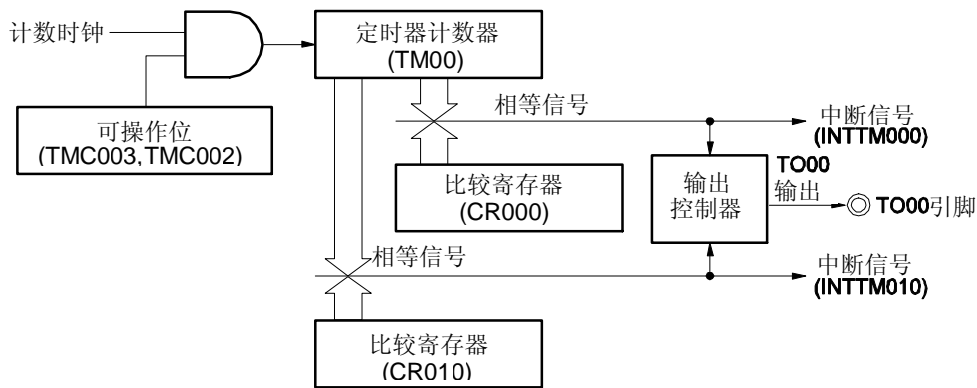 计数时钟
定时器计数器
(TM00)
可操作位
(TMC003,TMC002)
相等信号
中断信号
(INTTM000)
比较寄存器
(CR000)
输出
控制器
TO00
输出
TO00引脚
相等信号
中断信号
(INTTM010)
比较寄存器
(CR010)